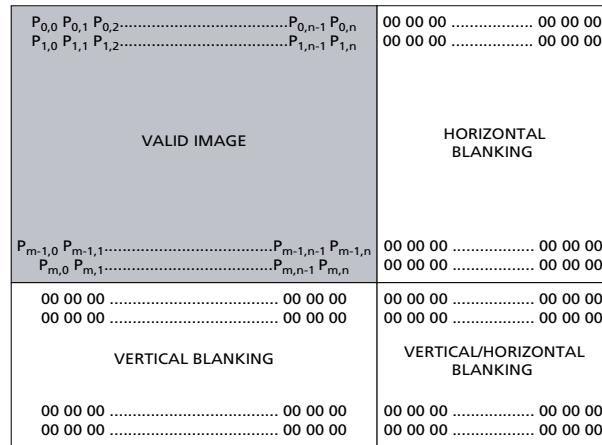 P0,0 P0,1 P0,2.....................................P0,n-1 P0,n
P1,0 P1,1 P1,2.....................................P1,n-1 P1,n
VALID IMAGE
Pm-1,0 Pm-1,1.....................................Pm-1,n-1 Pm-1,n
Pm,0 Pm,1.....................................Pm,n-1 Pm,n
00 00 00 .................. 00 00 00
00 00 00 .................. 00 00 00
HORIZONTAL
BLANKING
00 00 00 .................. 00 00 00
00 00 00 .................. 00 00 00
00 00 00 ..................................... 00 00 00
00 00 00 ..................................... 00 00 00
VERTICAL BLANKING
00 00 00 ..................................... 00 00 00
00 00 00 ..................................... 00 00 00
00 00 00 .................. 00 00 00
00 00 00 .................. 00 00 00
VERTICAL/HORIZONTAL
BLANKING
00 00 00 .................. 00 00 00
00 00 00 .................. 00 00 00